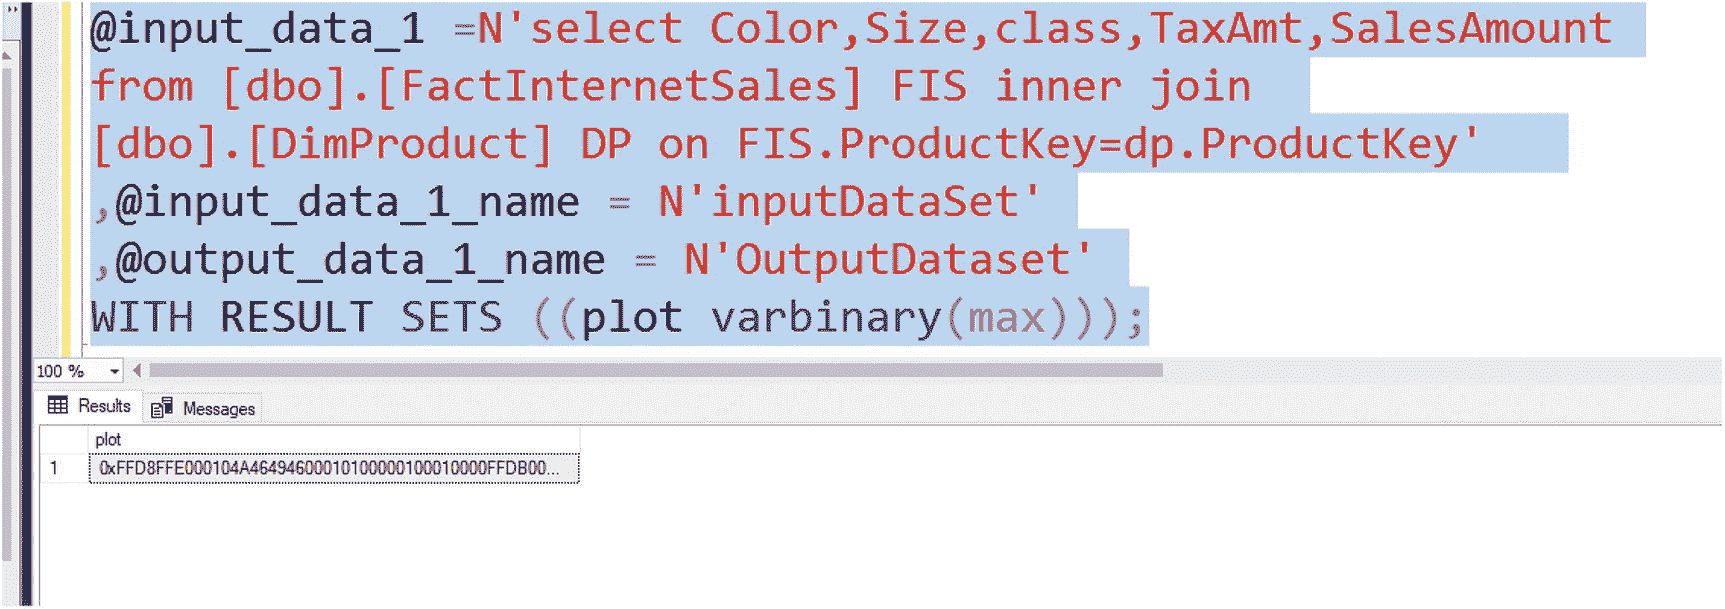 @input_data_1 =N'select Color,Size,class,TaxAmt,SalesAmount
from [dbo].[FactInternetSales] FIS inner join
[dbo].[DimProduct] DP on FIS.ProductKey=dp.ProductKey'
,@input_data_1_name = N'inputDataSet'
,@output_data_1_name = N'OutputDataset'
WITH RESULT SETS ((plot varbinary(max)));
100 %
Results Messages
plot
1 0xFFD8FFE000104A46494600010100000100010000FFDB00...